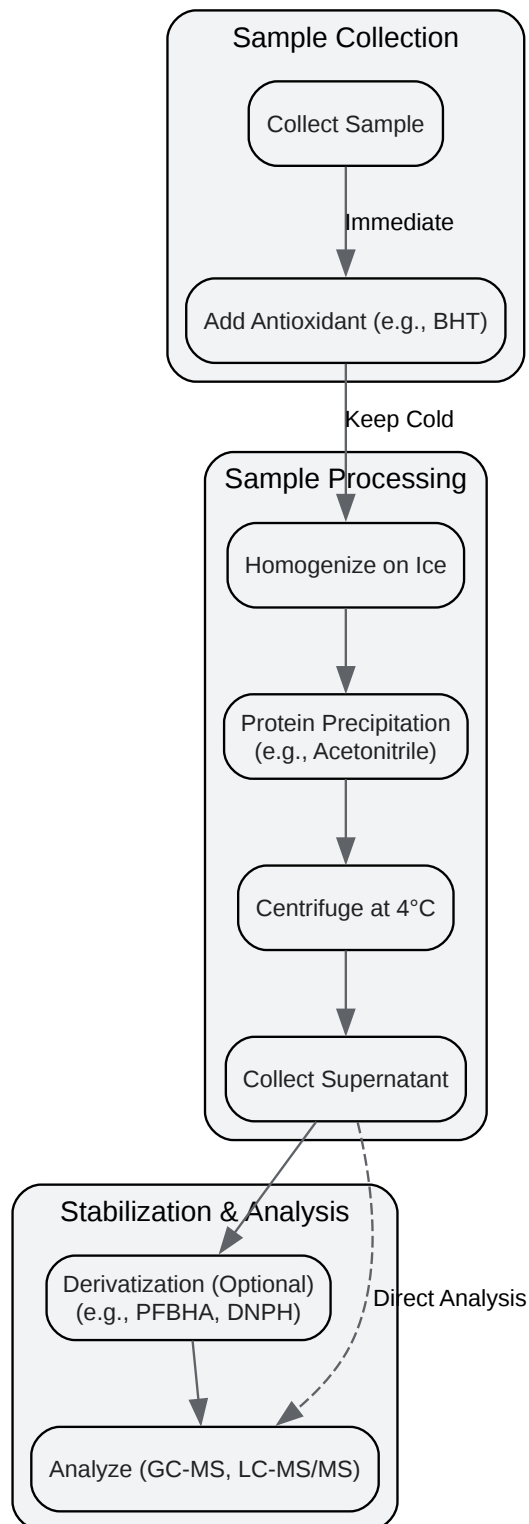 Sample Collection
Collect Sample
Immediate
Add Antioxidant (e.g., BHT)
Keep Cold
Sample Processing
Homogenize on Ice
Protein Precipitation
(e.g., Acetonitrile)
Centrifuge at 4°C
Collect Supernatant
Stabilization & Analysis
Derivatization (Optional)
(e.g., PFBHA, DNPH)
Direct Analysis
Analyze (GC-MS, LC-MS/MS)